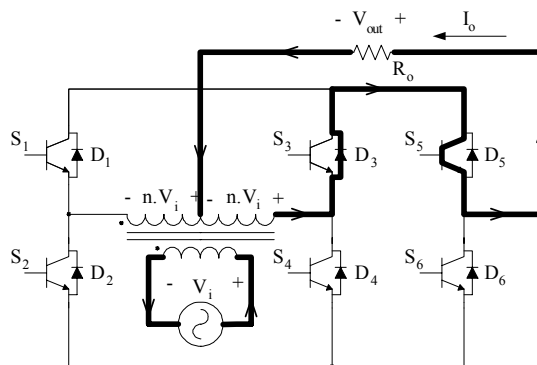 - V_out +
I_o
R_o
S_1
D_1
S_3
D_3
S_5
D_5
- n.V_i + - n.V_i +
S_2
D_2
- V_i +
S_4
D_4
S_6
D_6